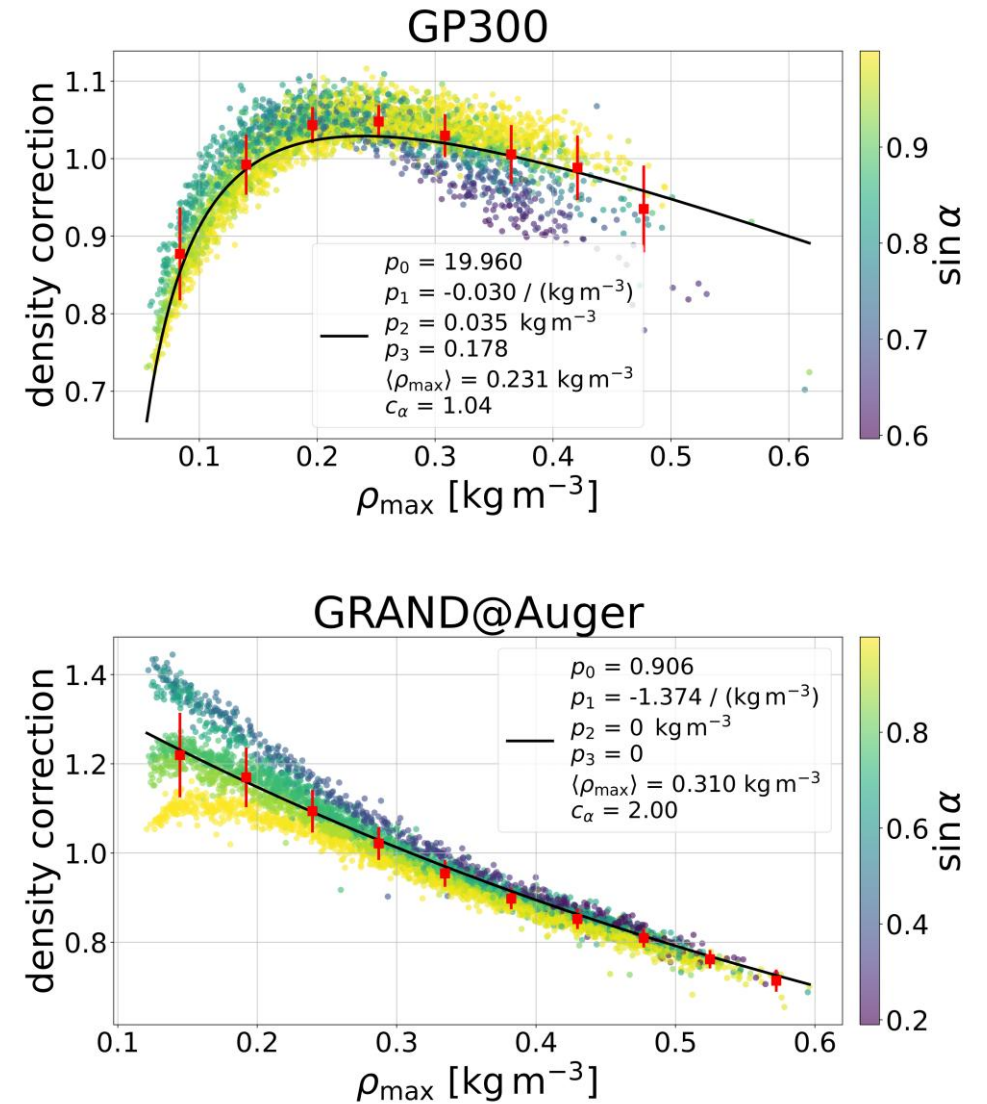 GP300
density correction
1.1
1.0
0.9
0.8
0.7
0.1 0.2 0.3 0.4 0.5 0.6
ρmax [kg m⁻³]
p₀ = 19.960
p₁ = -0.030 / (kg m⁻³)
p₂ = 0.035 kg m⁻³
p₃ = 0.178
⟨ρmax⟩ = 0.231 kg m⁻³
cα = 1.04
0.9
0.8
0.7
0.6
sin α
GRAND@Auger
density correction
1.4
1.2
1.0
0.8
0.1 0.2 0.3 0.4 0.5 0.6
ρmax [kg m⁻³]
p₀ = 0.906
p₁ = -1.374 / (kg m⁻³)
p₂ = 0 kg m⁻³
p₃ = 0
⟨ρmax⟩ = 0.310 kg m⁻³
cα = 2.00
0.8
0.6
0.4
0.2
sin α